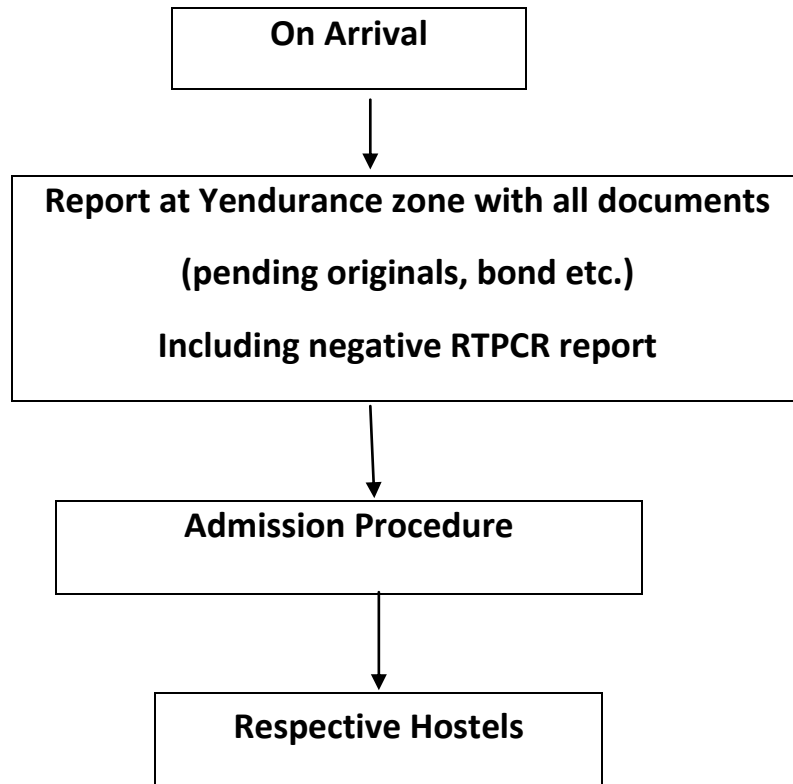 On Arrival
Report at Yendurance zone with all documents
(pending originals, bond etc.)
Including negative RTPCR report
Admission Procedure
Respective Hostels